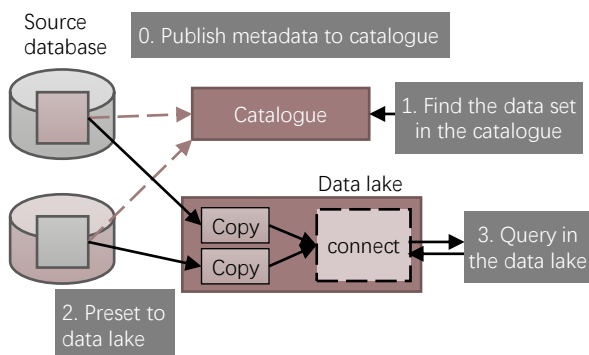 Source
database
0. Publish metadata to catalogue
Catalogue
1. Find the data set
in the catalogue
Data lake
Copy
Copy
connect
3. Query in
the data lake
2. Preset to
data lake